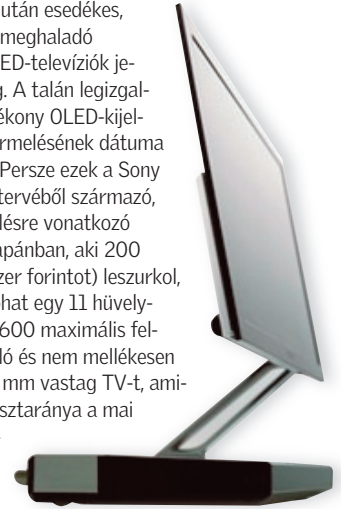 után esedékes,
meghaladó
ED-televíziók je-
g. A talán legizgal-
ékony OLED-kijel-
rmelésének dátuma
Persze ezek a Sony
tervéből származó,
lésre vonatkozó
apánban, aki 200
zer forintot) leszurkol,
ohat egy 11 hüvely-
600 maximális fel-
ló és nem mellékesen
mm vastag TV-t, ami-
sztaránya a mai